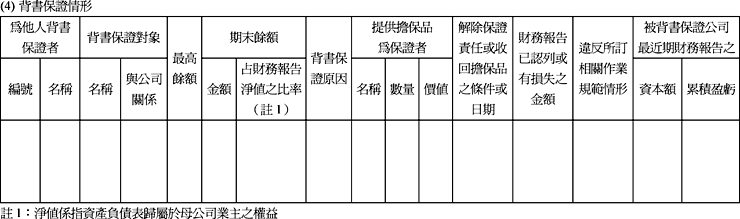 (4) 背書保證情形
爲他人背書
保證者
背書保證對象
最高
餘額
期末餘額
背書保
證原因
提供擔保品
爲保證者
解除保證
責任或收
回擔保品
之條件或
日期
財務報告
已認列或
有損失之
金額
違反所訂
相關作業
規範情形
被背書保證公司
最近期財務報告之
編號
名稱
名稱
與公司
關係
金額
占財務報告
淨值之比率
(註1)
名稱
數量
價値
資本額
累積盈虧
註1：淨值係指資產負債表歸屬於母公司業主之權益